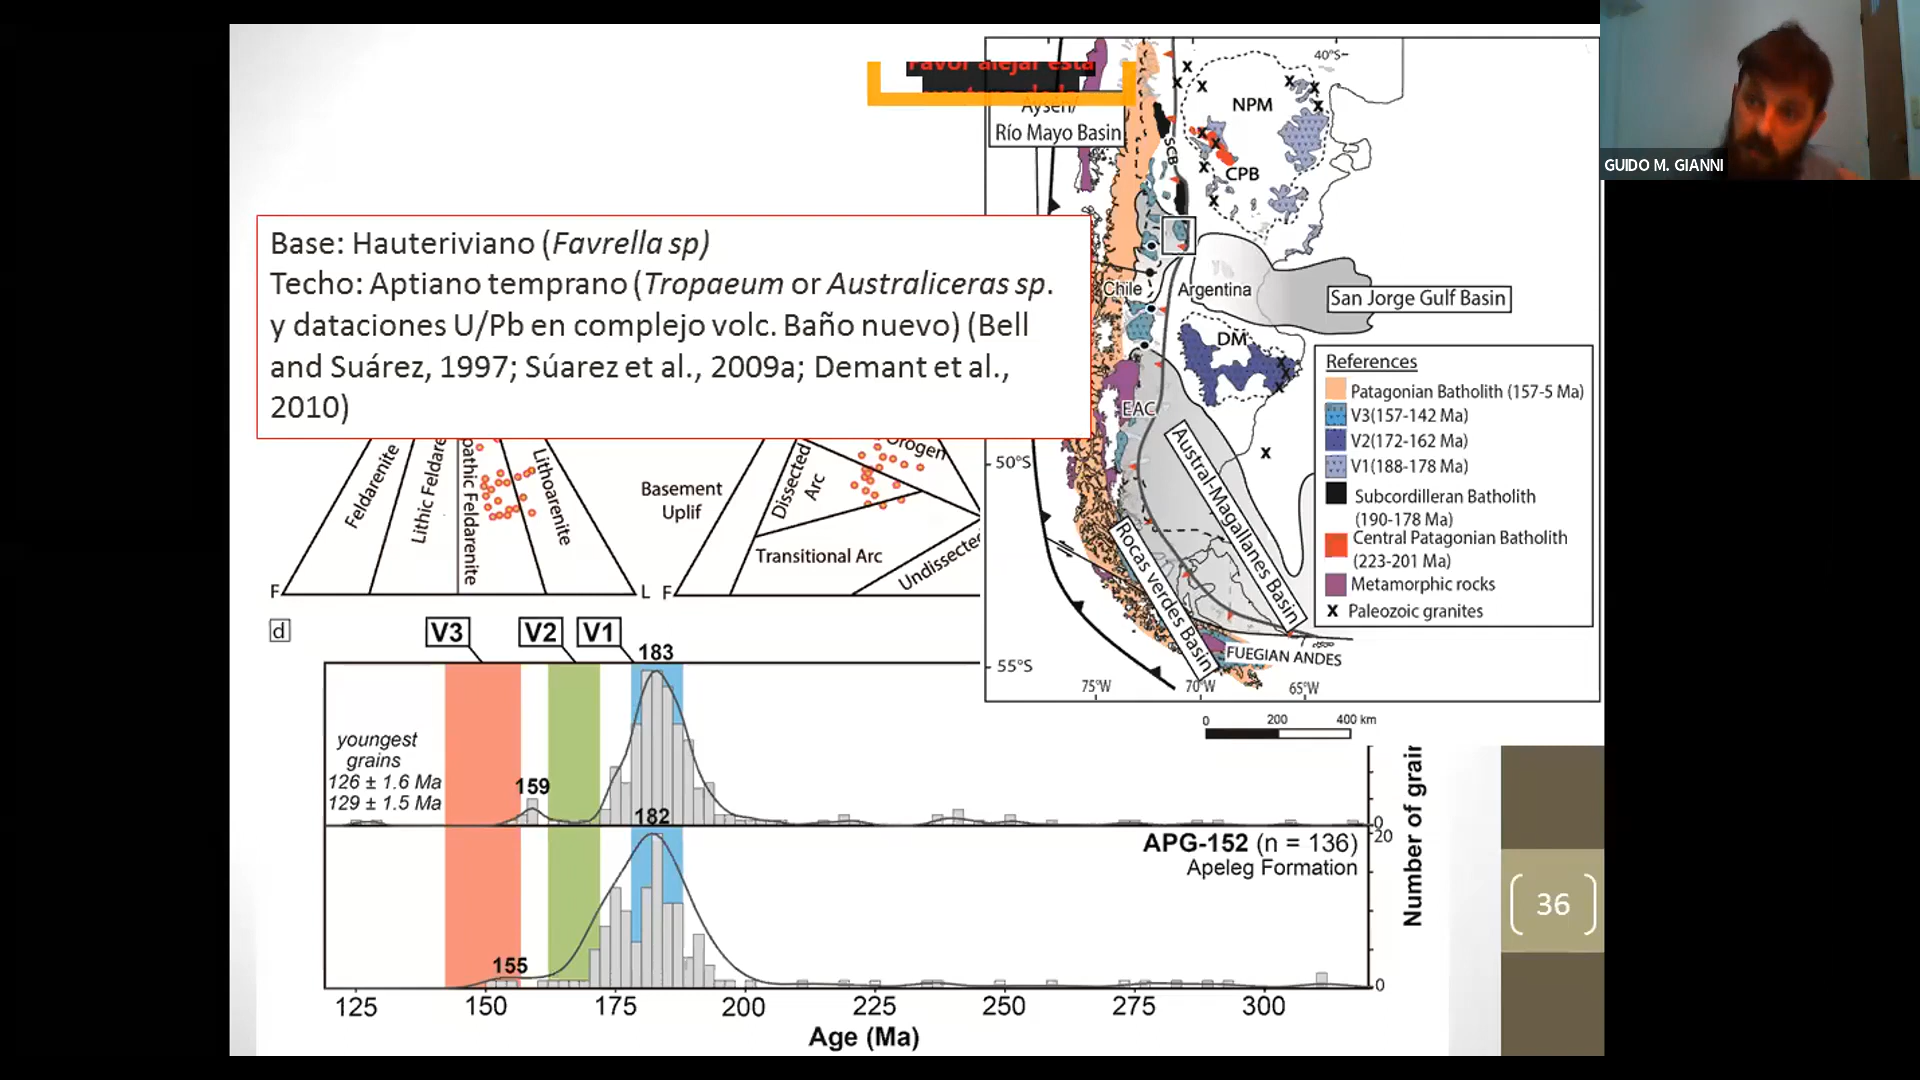 Favor alejar esta
Aysén/
Río Mayo Basin
40°S
NPM
SCB
CPB
GUIDO M. GIANNI
Base: Hauteriviano (Favrella sp)
Techo: Aptiano temprano (Tropaeum or Australiceras sp.
y dataciones U/Pb en complejo volc. Baño nuevo) (Bell
and Suárez, 1997; Súarez et al., 2009a; Demant et al.,
2010)
Chile
Argentina
San Jorge Gulf Basin
DM
EAC
50°S
Austral-Magallanes Basin
Rocas verdes Basin
FUEGIAN ANDES
55°S
75°W
70°W
65°W
0
200
400 km
References
Patagonian Batholith (157-5 Ma)
V3(157-142 Ma)
V2(172-162 Ma)
V1(188-178 Ma)
Subcordilleran Batholith
(190-178 Ma)
Central Patagonian Batholith
(223-201 Ma)
Metamorphic rocks
x Paleozoic granites
Feldarenite
Lithic Feldare
pathic Feldarenite
Lithoarenite
F
L
Basement
Uplif
Dissected
Arc
Orogen
Transitional Arc
Undissected
F
d
V3
V2
V1
183
youngest
grains
126 ± 1.6 Ma
129 ± 1.5 Ma
159
182
0
20
APG-152 (n = 136)
Apeleg Formation
155
0
Number of grain
125
150
175
200
225
250
275
300
Age (Ma)
36